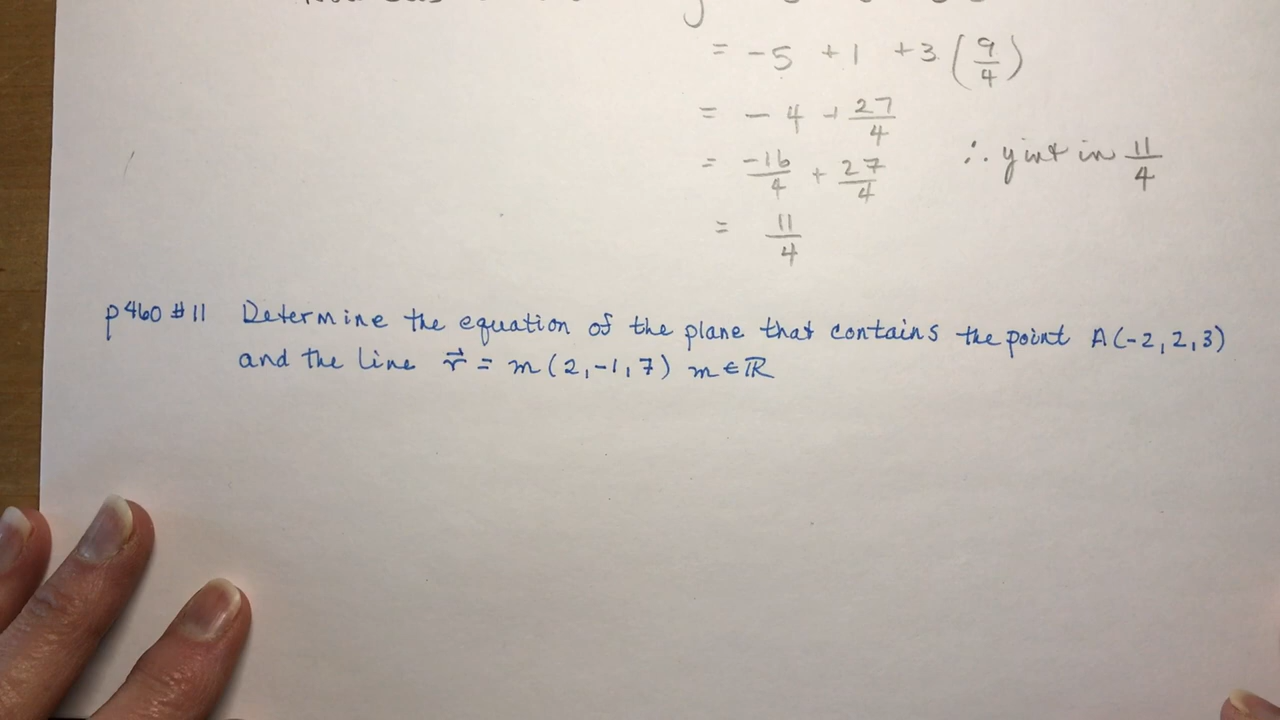 = -5 + 1 + 3 (9/4)
= - 4 + 27/4
= -16/4 + 27/4 ∴ y int in 11/4
= 11/4
p460 #11 Determine the equation of the plane that contains the point A(-2,2,3)
and the line r⃗ = m(2,-1,7) m∈ℝ